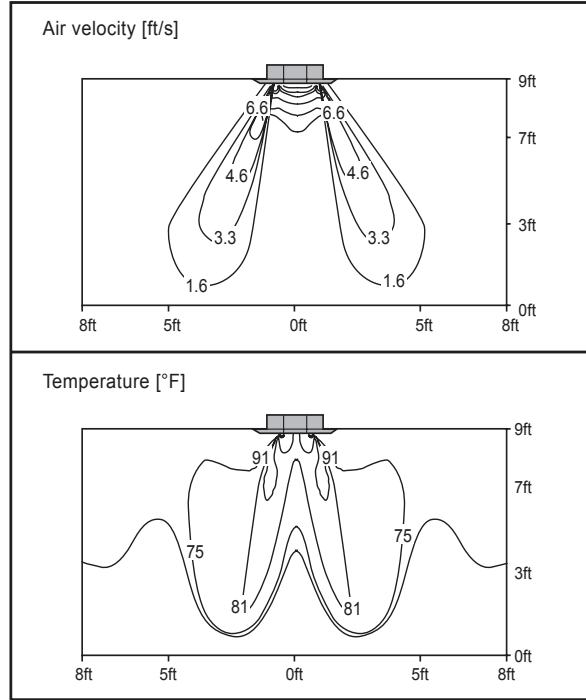 Air velocity [ft/s]
9ft
6.6 6.6
7ft
4.6 4.6
3.3 3.3
3ft
1.6 1.6
0ft
8ft 5ft 0ft 5ft 8ft
Temperature [°F]
9ft
91 91
7ft
75 75
3ft
81 81
0ft
8ft 5ft 0ft 5ft 8ft